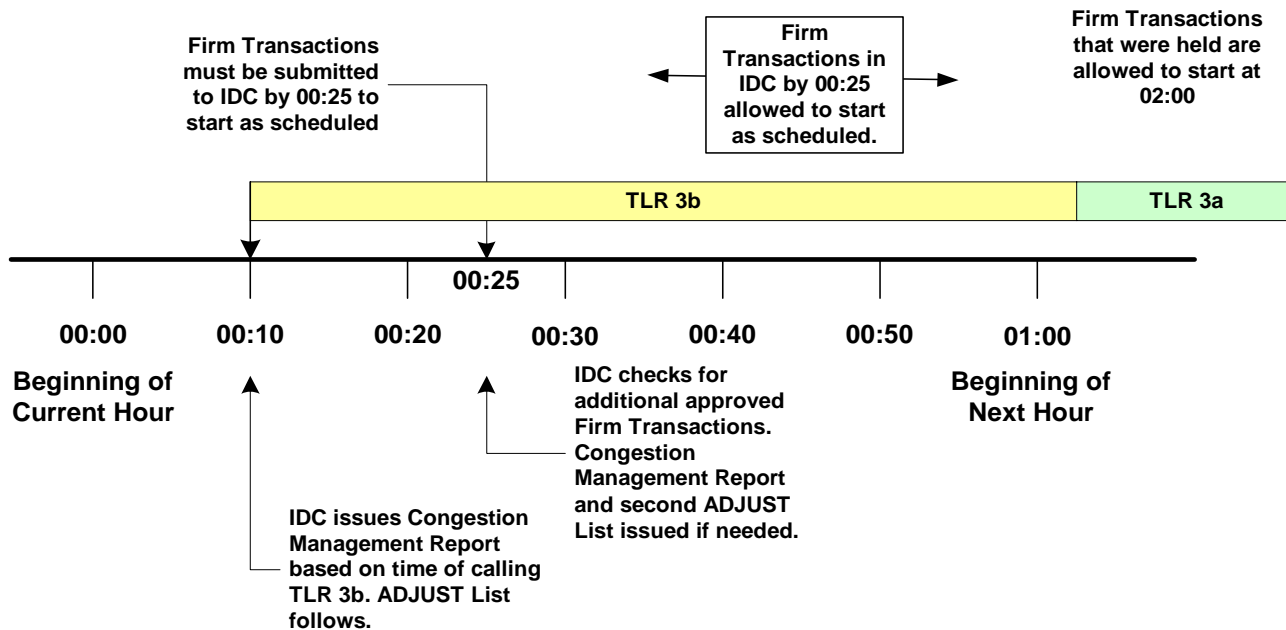 Firm Transactions
must be submitted
to IDC by 00:25 to
start as scheduled
Firm
Transactions in
IDC by 00:25
allowed to start
as scheduled.
Firm Transactions
that were held are
allowed to start at
02:00
TLR 3b
TLR 3a
00:25
00:00
00:10
00:20
00:30
00:40
00:50
01:00
Beginning of
Current Hour
Beginning of
Next Hour
IDC issues Congestion
Management Report
based on time of calling
TLR 3b. ADJUST List
follows.
IDC checks for
additional approved
Firm Transactions.
Congestion
Management Report
and second ADJUST
List issued if needed.